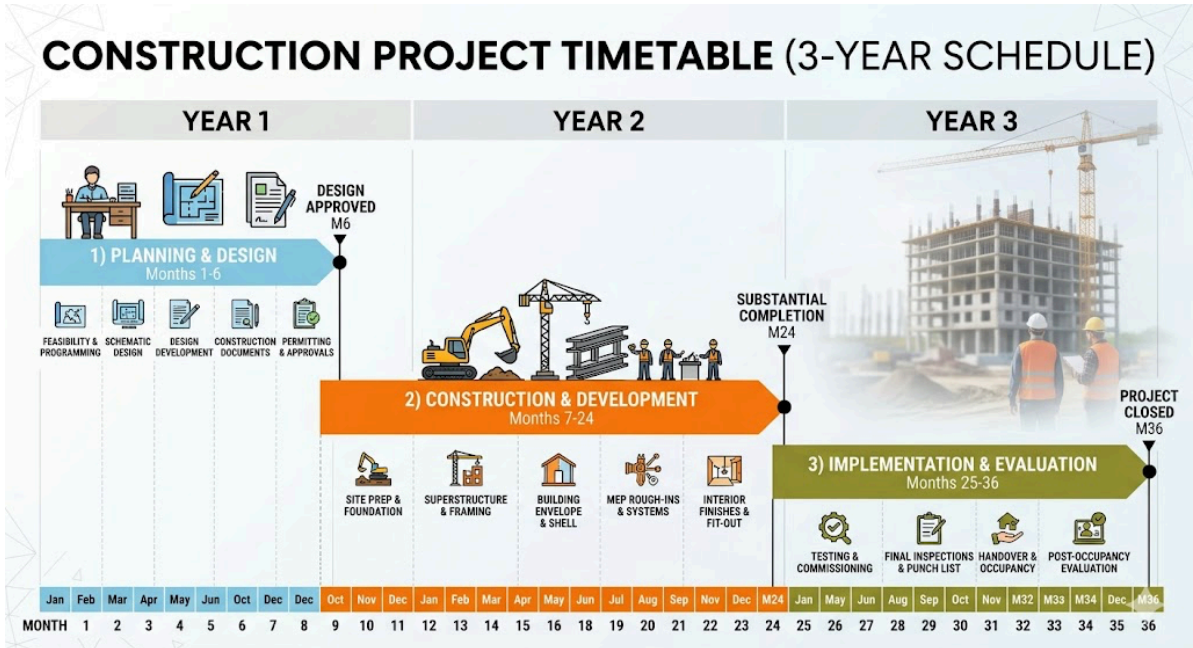 CONSTRUCTION PROJECT TIMETABLE (3-YEAR SCHEDULE)
YEAR 1
YEAR 2
YEAR 3
DESIGN
APPROVED
M6
1) PLANNING & DESIGN
Months 1-6
FEASIBILITY &
PROGRAMMING
SCHEMATIC
DESIGN
DESIGN
DEVELOPMENT
CONSTRUCTION
DOCUMENTS
PERMITTING
& APPROVALS
SUBSTANTIAL
COMPLETION
M24
2) CONSTRUCTION & DEVELOPMENT
Months 7-24
SITE PREP &
FOUNDATION
SUPERSTRUCTURE
& FRAMING
BUILDING
ENVELOPE
& SHELL
MEP ROUGH-INS
& SYSTEMS
INTERIOR
FINISHES &
FIT-OUT
PROJECT
CLOSED
M36
3) IMPLEMENTATION & EVALUATION
Months 25-36
TESTING &
COMMISSIONING
FINAL INSPECTIONS
& PUNCH LIST
HANDOVER &
OCCUPANCY
POST-OCCUPANCY
EVALUATION
Jan Feb Mar Apr May Jun Oct Dec Dec Oct Nov Dec Jan Feb Mar Apr May Jun Jul Aug Sep Nov Dec M24 Jan May Jun Aug Sep Oct Nov M32 M33 M34 Dec M36
MONTH 1 2 3 4 5 6 7 8 9 10 11 12 13 14 15 16 17 18 19 20 21 22 23 24 25 26 27 28 29 30 31 32 33 34 35 36